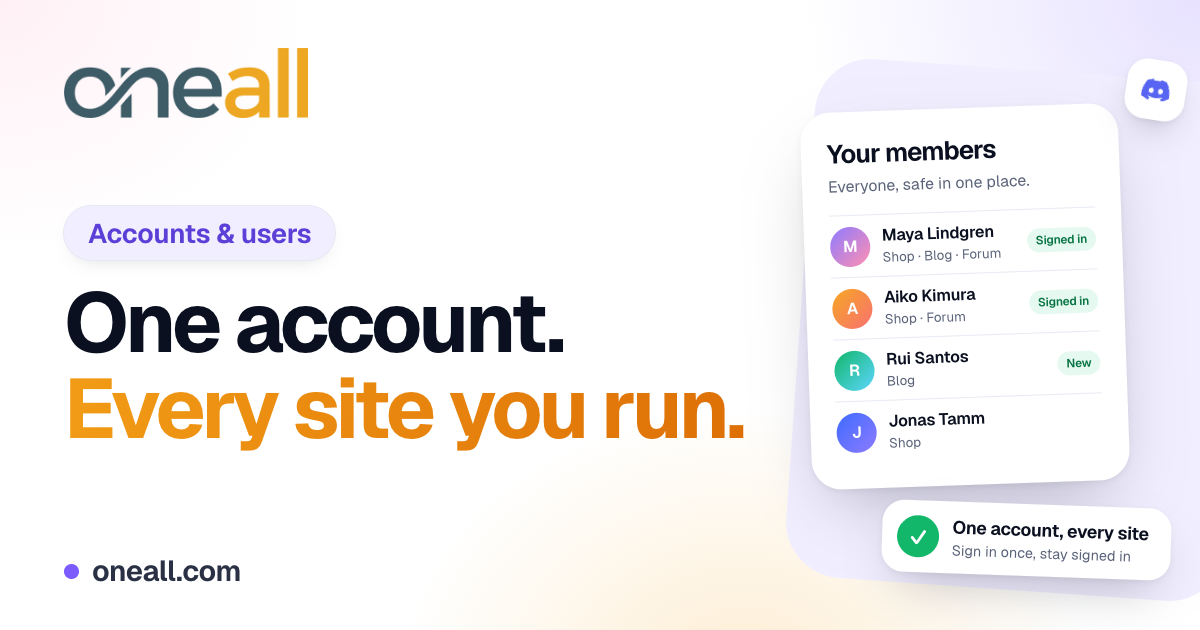 oneall
Accounts & users
One account.
Every site you run.
oneall.com
Your members
Everyone, safe in one place.
M
Maya Lindgren
Shop · Blog · Forum
Signed in
A
Aiko Kimura
Shop · Forum
Signed in
R
Rui Santos
Blog
New
J
Jonas Tamm
Shop
One account, every site
Sign in once, stay signed in